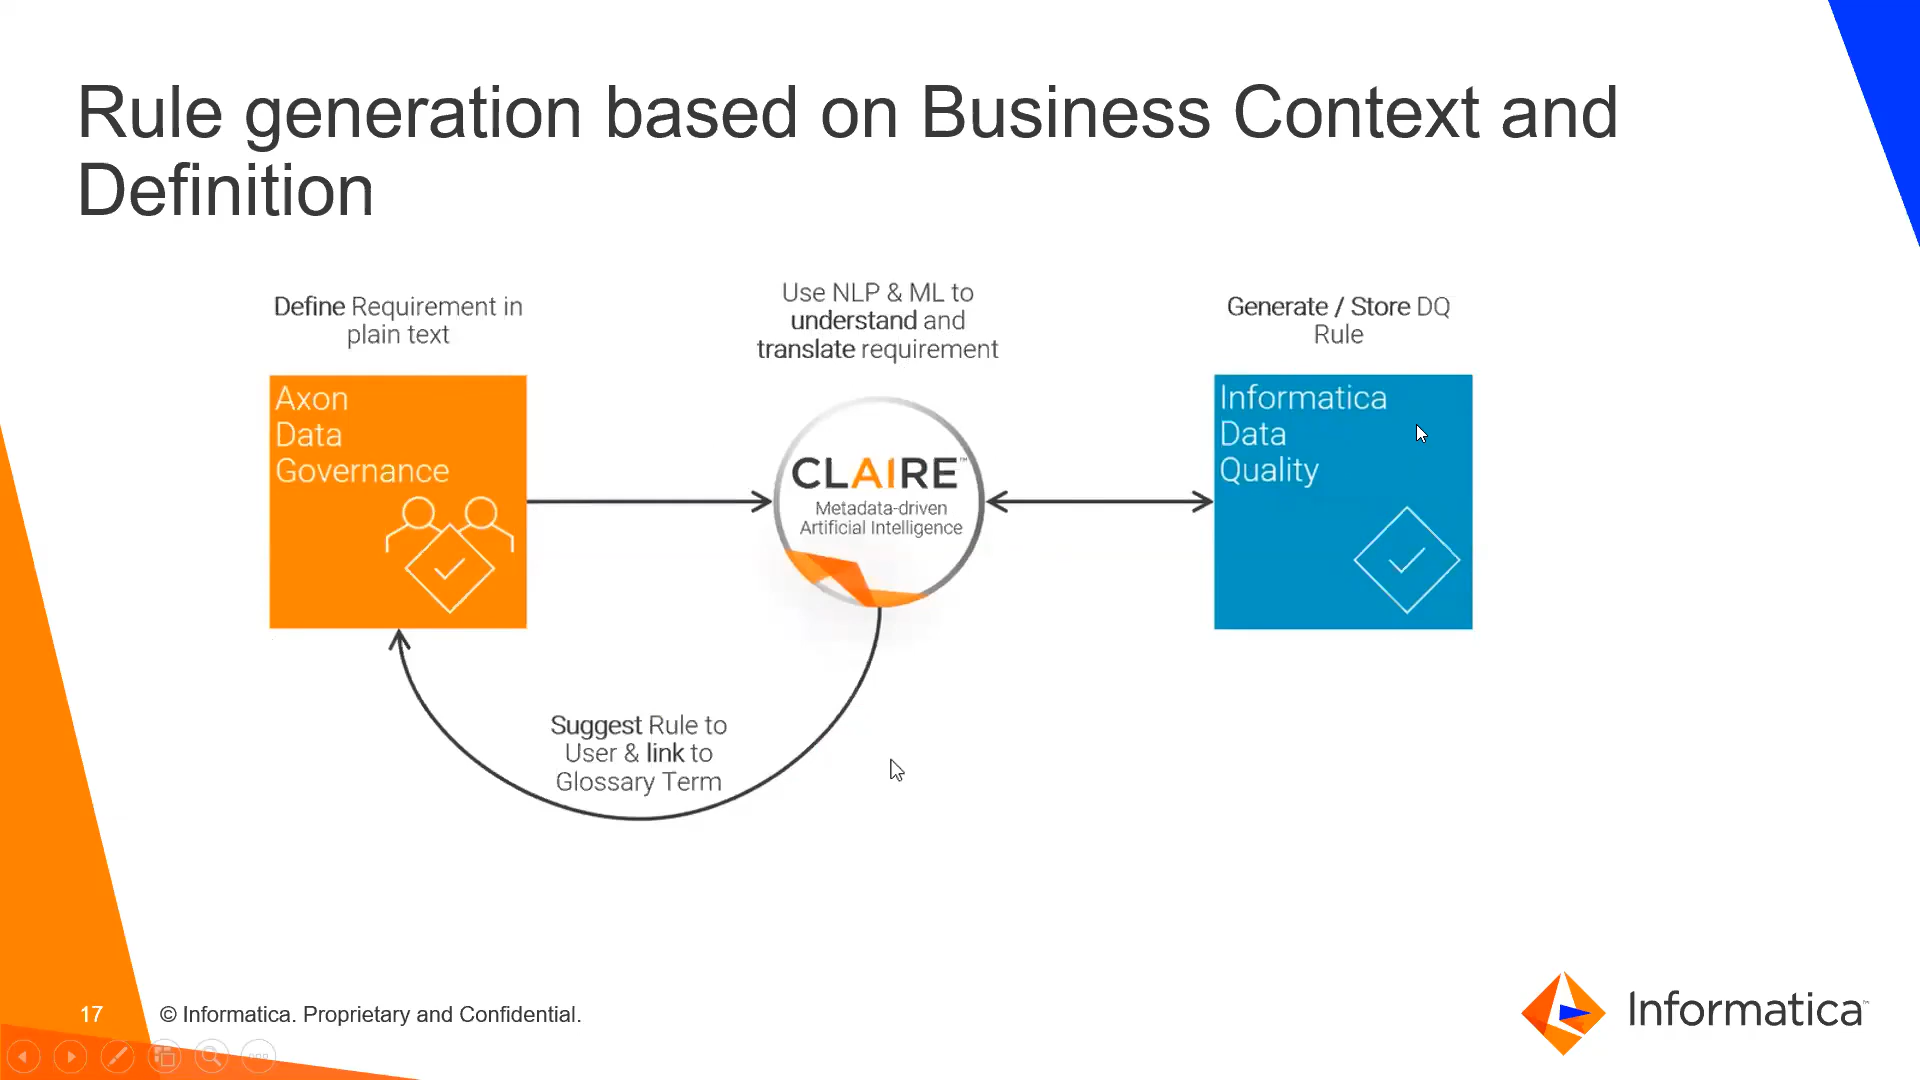 Rule generation based on Business Context and
Definition
Define Requirement in
plain text
Use NLP & ML to
understand and
translate requirement
Generate / Store DQ
Rule
Axon
Data
Governance
CLAIRE™
Metadata-driven
Artificial Intelligence
Informatica
Data
Quality
Suggest Rule to
User & link to
Glossary Term
17
© Informatica. Proprietary and Confidential.
Informatica™